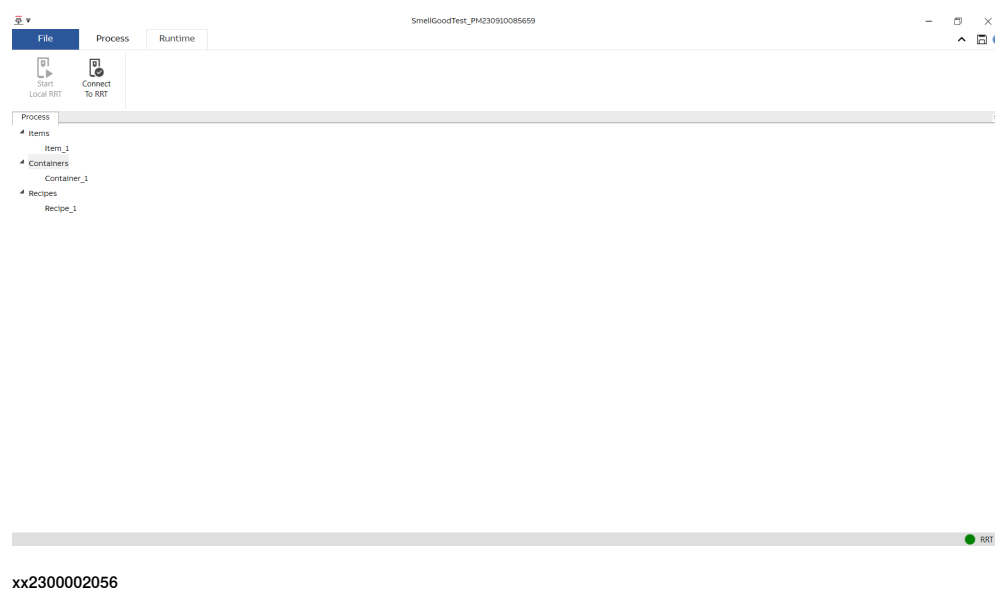 SmellGoodTest_PM230910085659
File Process Runtime
Start Local RRT
Connect To RRT
Process
Items
Item_1
Containers
Container_1
Recipes
Recipe_1
RRT
xx2300002056